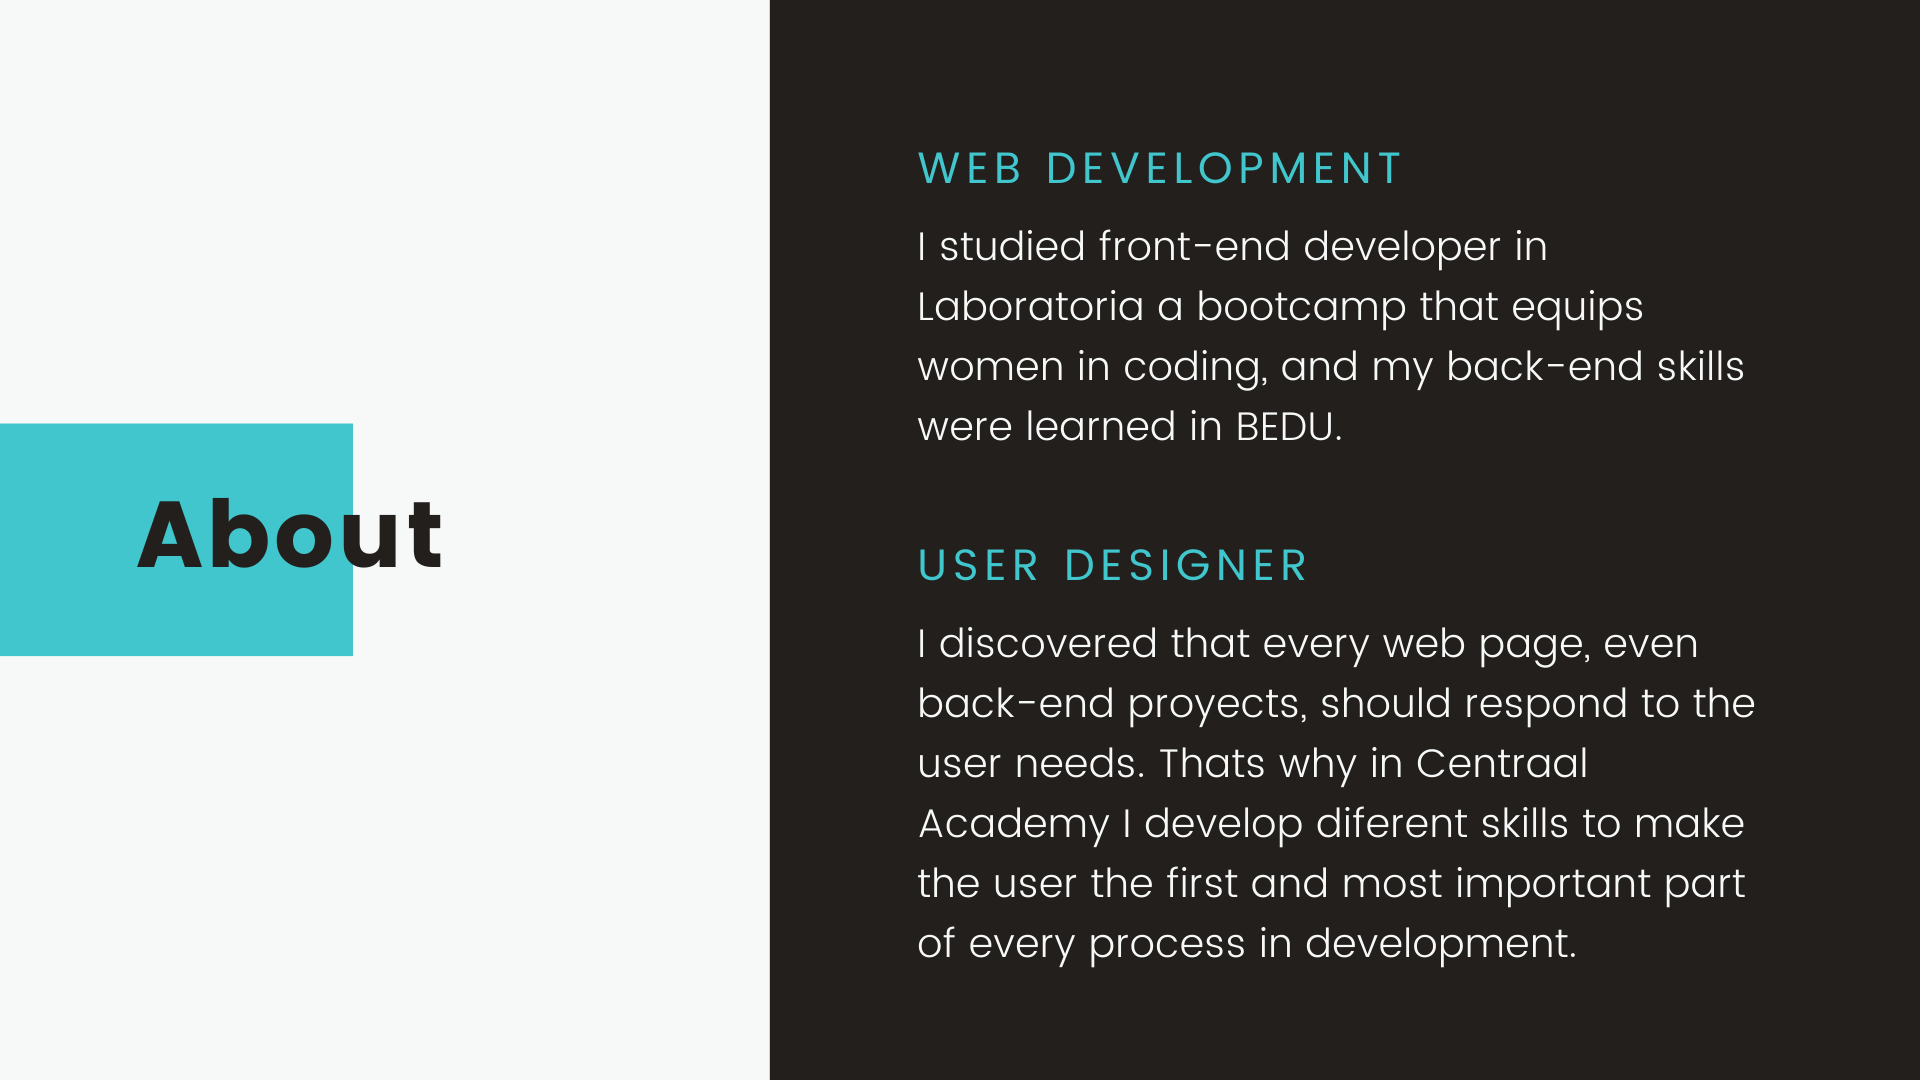 About
WEB DEVELOPMENT
I studied front-end developer in
Laboratoria a bootcamp that equips
women in coding, and my back-end skills
were learned in BEDU.
USER DESIGNER
I discovered that every web page, even
back-end proyects, should respond to the
user needs. Thats why in Centraal
Academy I develop diferent skills to make
the user the first and most important part
of every process in development.